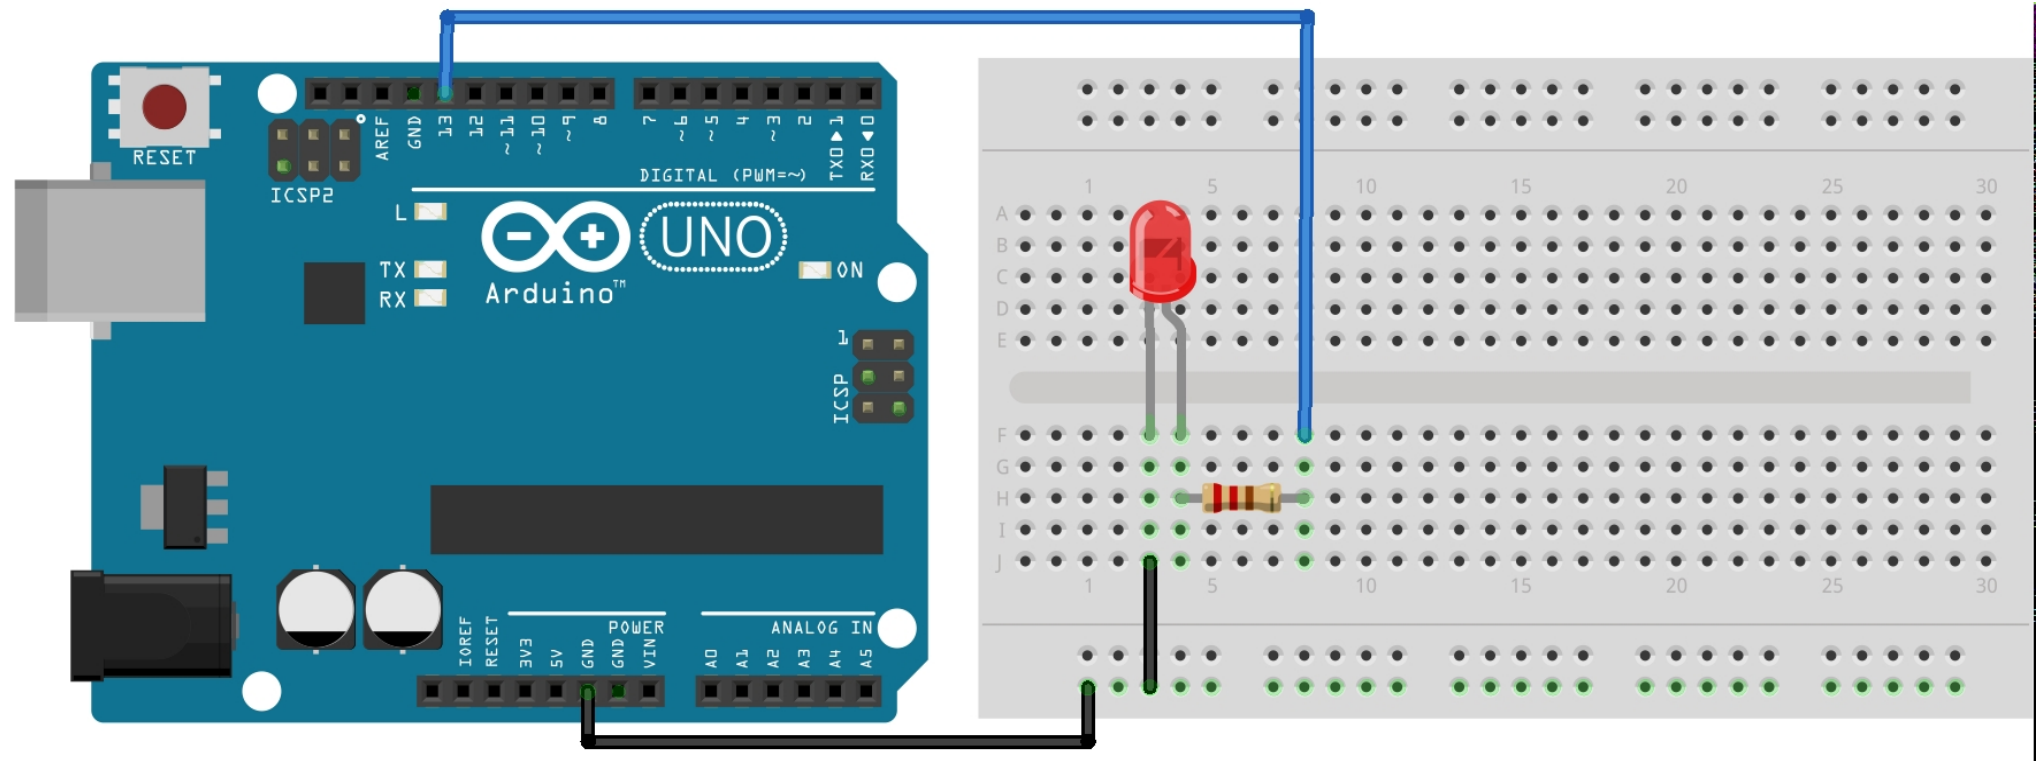 RESET
ICSP2
AREF GND 13 12 ~11 ~10 ~9 8 7 ~6 ~5 4 ~3 2 TX0▶1 RX0◀0
DIGITAL (PWM=~)
L
TX
RX
UNO
Arduino™
ON
1
ICSP
POWER
ANALOG IN
IOREF RESET 3V3 5V GND GND VIN A0 A1 A2 A3 A4 A5
1 5 10 15 20 25 30
A
B
C
D
E
F
G
H
I
J
1 5 10 15 20 25 30